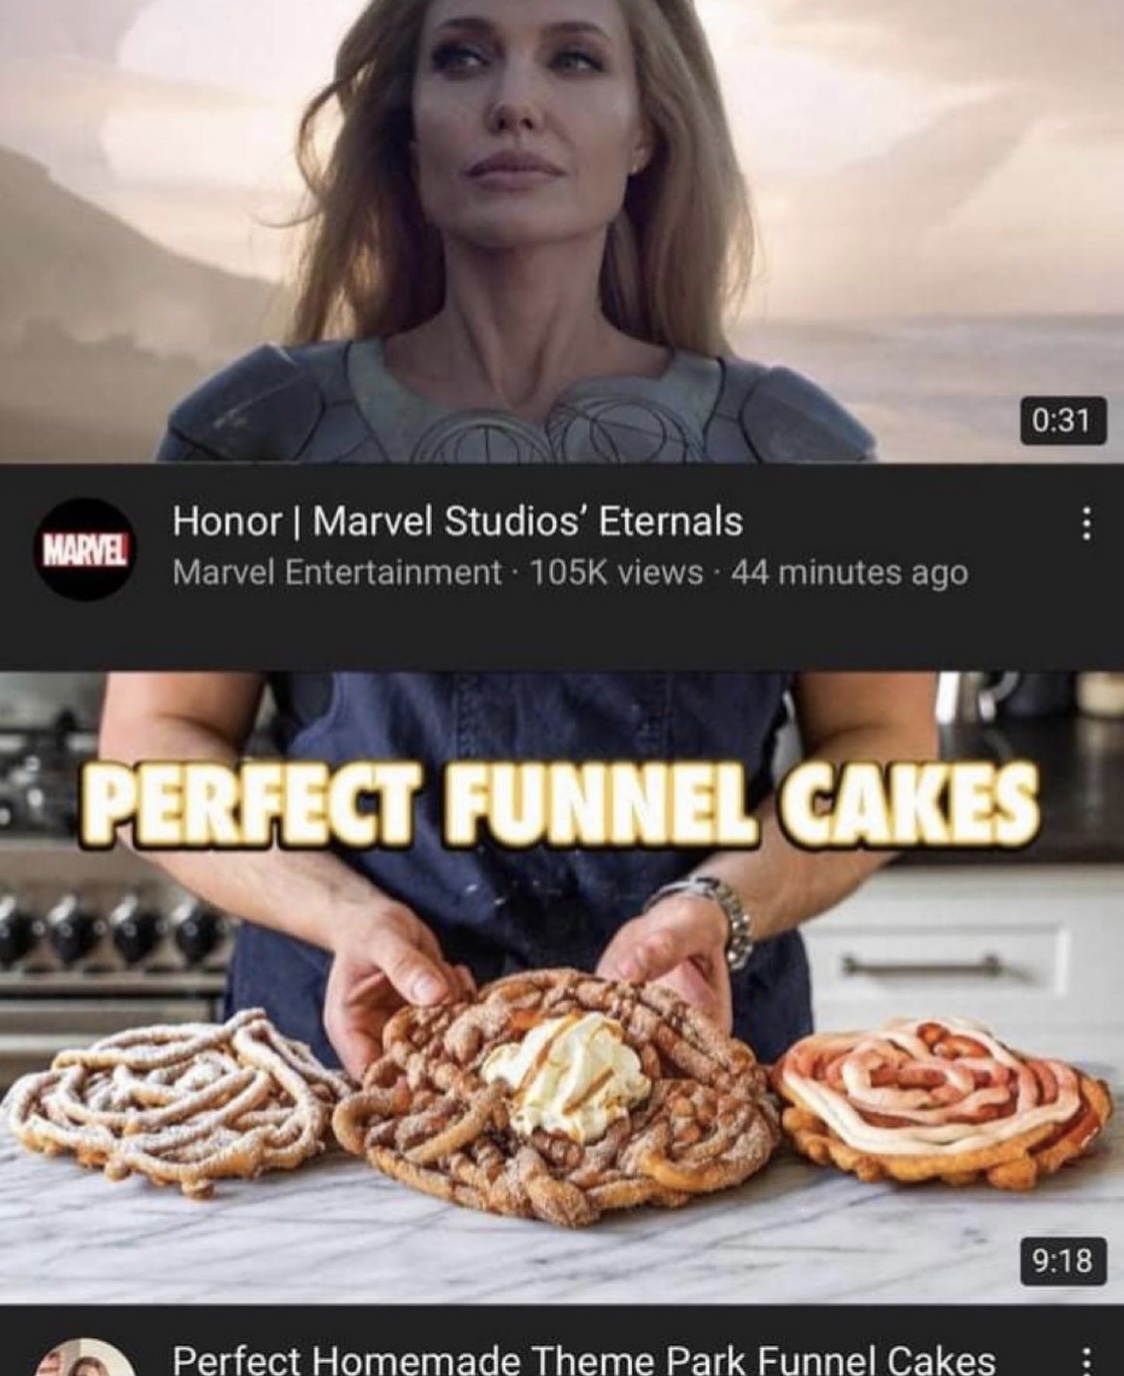 0:31
MARVEL
Honor | Marvel Studios’ Eternals
Marvel Entertainment · 105K views · 44 minutes ago
PERFECT FUNNEL CAKES
9:18
Perfect Homemade Theme Park Funnel Cakes